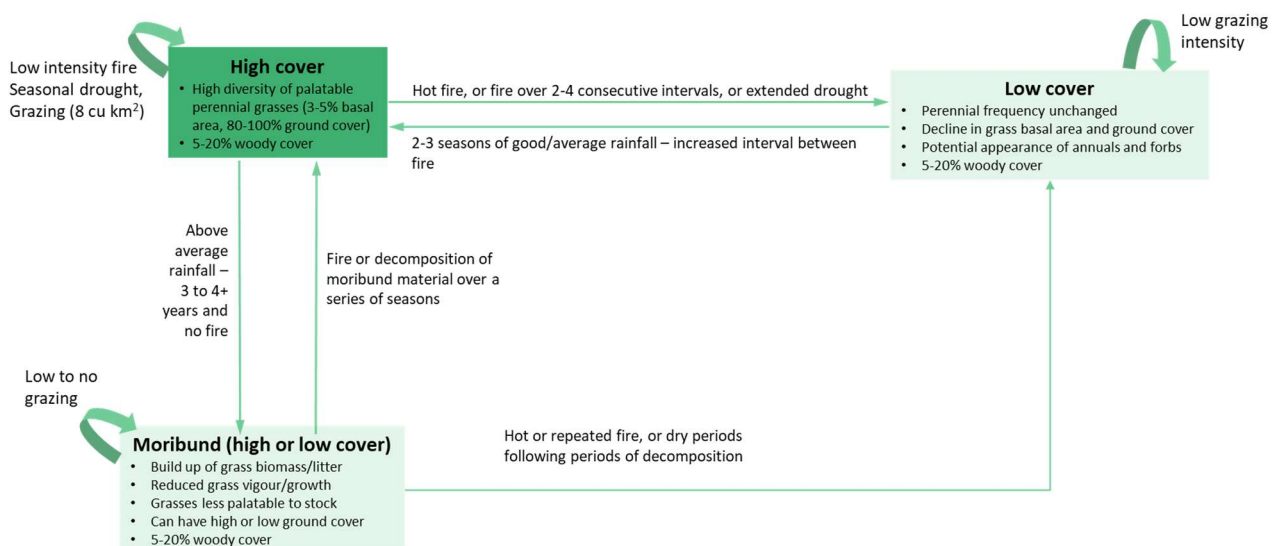 Low intensity fire
Seasonal drought,
Grazing (8 cu km²)
High cover
• High diversity of palatable
perennial grasses (3-5% basal
area, 80-100% ground cover)
• 5-20% woody cover
Hot fire, or fire over 2-4 consecutive intervals, or extended drought
2-3 seasons of good/average rainfall – increased interval between
fire
Low grazing
intensity
Low cover
• Perennial frequency unchanged
• Decline in grass basal area and ground cover
• Potential appearance of annuals and forbs
• 5-20% woody cover
Above
average
rainfall –
3 to 4+
years and
no fire
Fire or decomposition of
moribund material over a
series of seasons
Low to no
grazing
Moribund (high or low cover)
• Build up of grass biomass/litter
• Reduced grass vigour/growth
• Grasses less palatable to stock
• Can have high or low ground cover
• 5-20% woody cover
Hot or repeated fire, or dry periods
following periods of decomposition